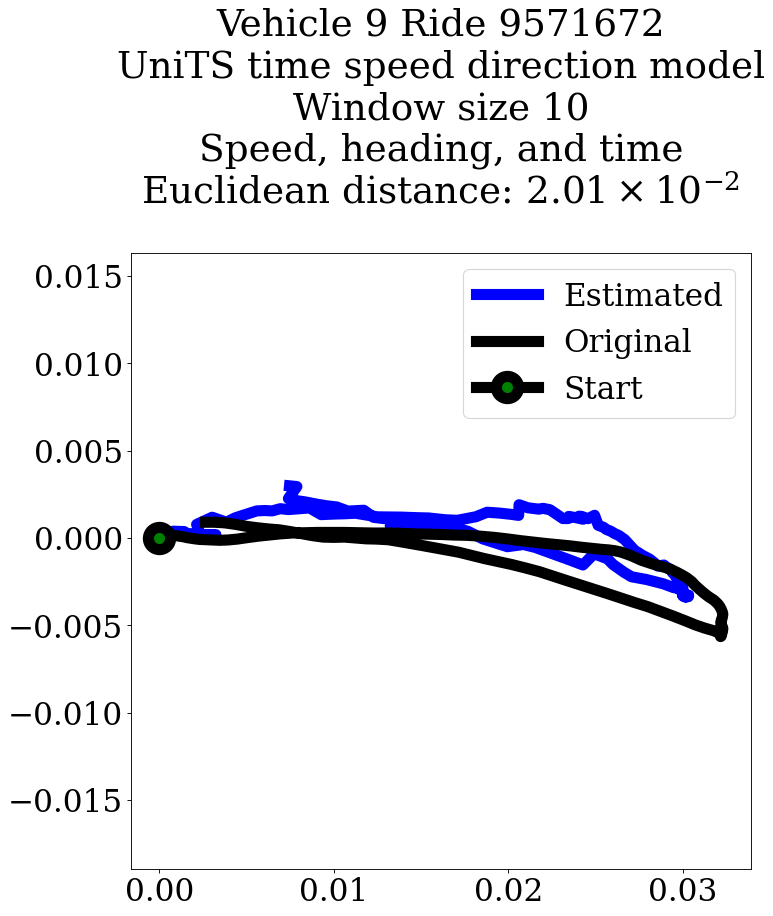 Vehicle 9 Ride 9571672
UniTS time speed direction model
Window size 10
Speed, heading, and time
Euclidean distance: 2.01 × 10⁻²
0.015
0.010
0.005
0.000
−0.005
−0.010
−0.015
Estimated
Original
Start
0.00 0.01 0.02 0.03